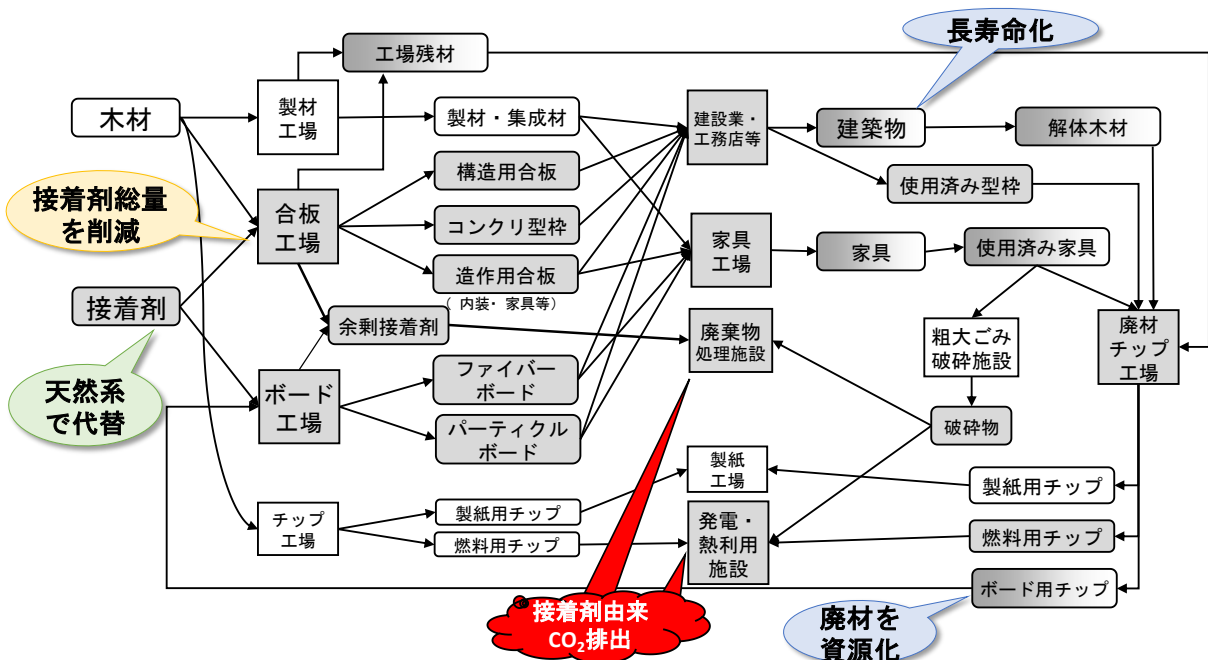 長寿命化
工場残材
木材
製材
工場
製材・集成材
建設業・
工務店等
建築物
解体木材
接着剤総量
を削減
合板
工場
構造用合板
コンクリ型枠
造作用合板
( 内装・ 家具等)
使用済み型枠
家具
工場
家具
使用済み家具
接着剤
余剰接着剤
廃棄物
処理施設
粗大ごみ
破砕施設
廃材
チップ
工場
天然系
で代替
ボード
工場
ファイバー
ボード
パーティクル
ボード
破砕物
製紙
工場
製紙用チップ
チップ
工場
製紙用チップ
燃料用チップ
発電・
熱利用
施設
燃料用チップ
ボード用チップ
接着剤由来
CO₂排出
廃材を
資源化